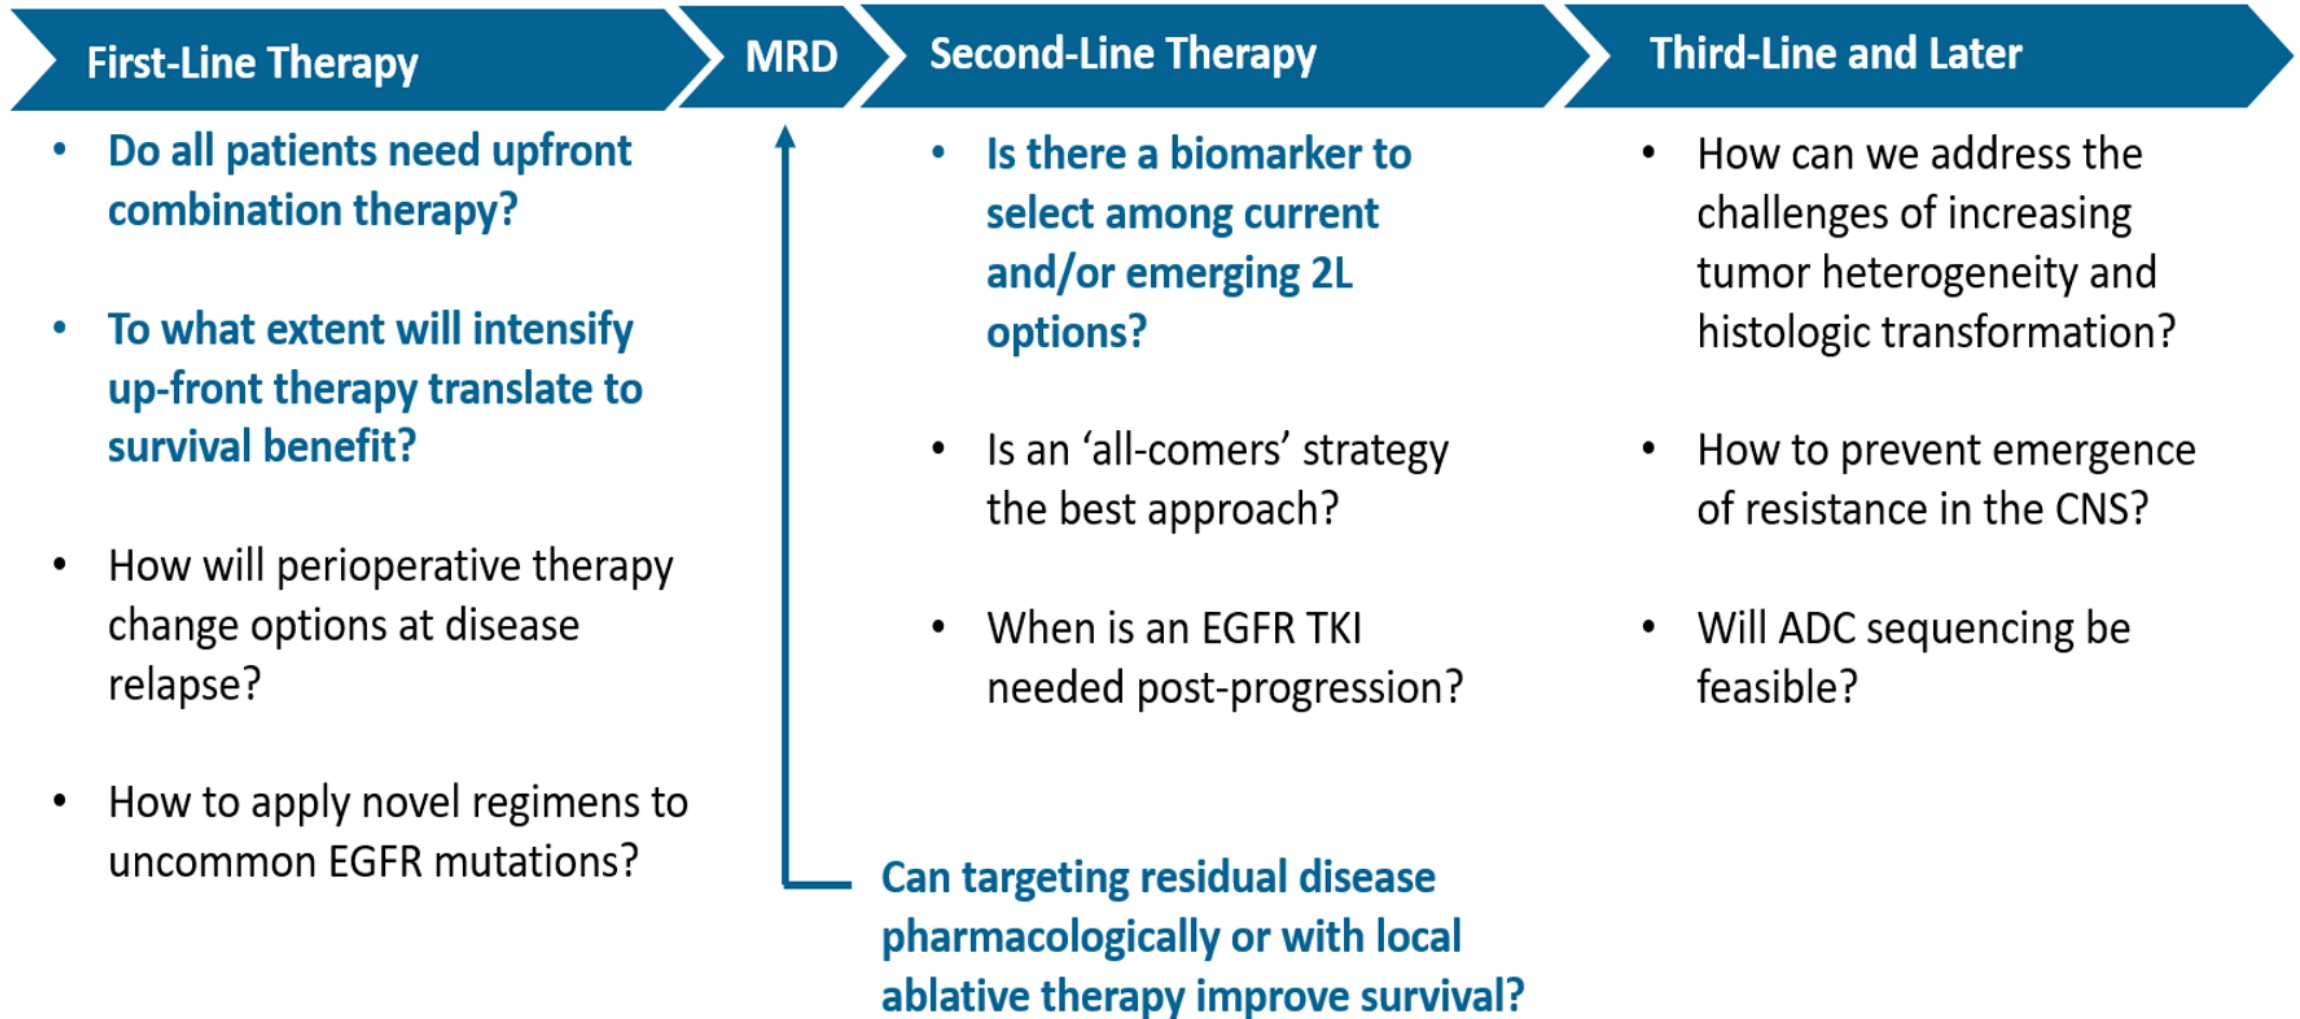 First-Line Therapy
MRD
Second-Line Therapy
Third-Line and Later
• Do all patients need upfront
combination therapy?
• To what extent will intensify
up-front therapy translate to
survival benefit?
• How will perioperative therapy
change options at disease
relapse?
• How to apply novel regimens to
uncommon EGFR mutations?
• Is there a biomarker to
select among current
and/or emerging 2L
options?
• Is an ‘all-comers’ strategy
the best approach?
• When is an EGFR TKI
needed post-progression?
Can targeting residual disease
pharmacologically or with local
ablative therapy improve survival?
• How can we address the
challenges of increasing
tumor heterogeneity and
histologic transformation?
• How to prevent emergence
of resistance in the CNS?
• Will ADC sequencing be
feasible?